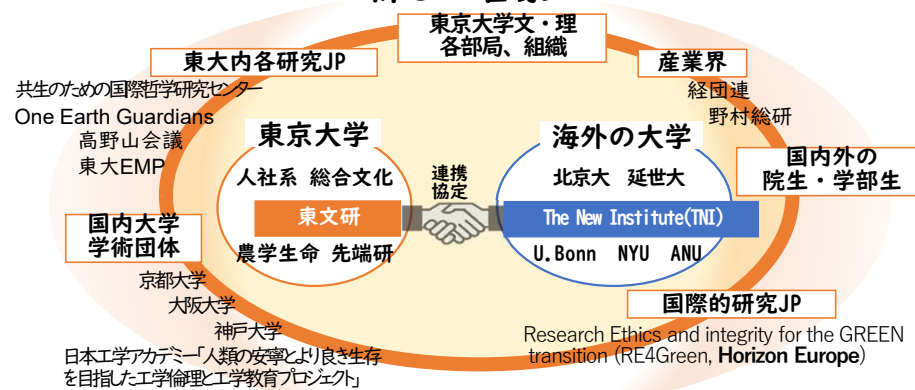 東京大学文・理
各部局、組織
東大内各研究JP
共生のための国際哲学研究センター
One Earth Guardians
高野山会議
東大EMP
産業界
経団連
野村総研
東京大学
人社系 総合文化
東文研
農学生命 先端研
連携
協定
海外の大学
北京大 延世大
The New Institute(TNI)
U.Bonn NYU ANU
国内外の
院生・学部生
国内大学
学術団体
京都大学
大阪大学
神戸大学
日本工学アカデミー「人類の安寧とより良き生存
を目指した工学倫理と工学教育プロジェクト」
国際的研究JP
Research Ethics and integrity for the GREEN
transition (RE4Green, Horizon Europe)